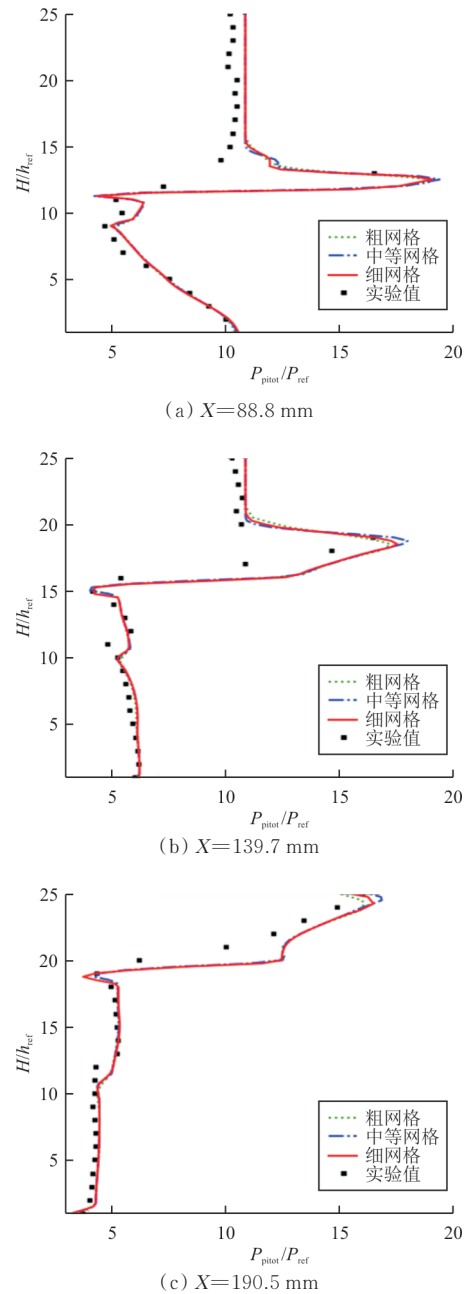 25
20
15
10
5
H/h_ref
粗网格
中等网格
细网格
实验值
5 10 15 20
P_pitot/P_ref
(a) X=88.8 mm
25
20
15
10
5
H/h_ref
粗网格
中等网格
细网格
实验值
5 10 15 20
P_pitot/P_ref
(b) X=139.7 mm
25
20
15
10
5
H/h_ref
粗网格
中等网格
细网格
实验值
5 10 15 20
P_pitot/P_ref
(c) X=190.5 mm